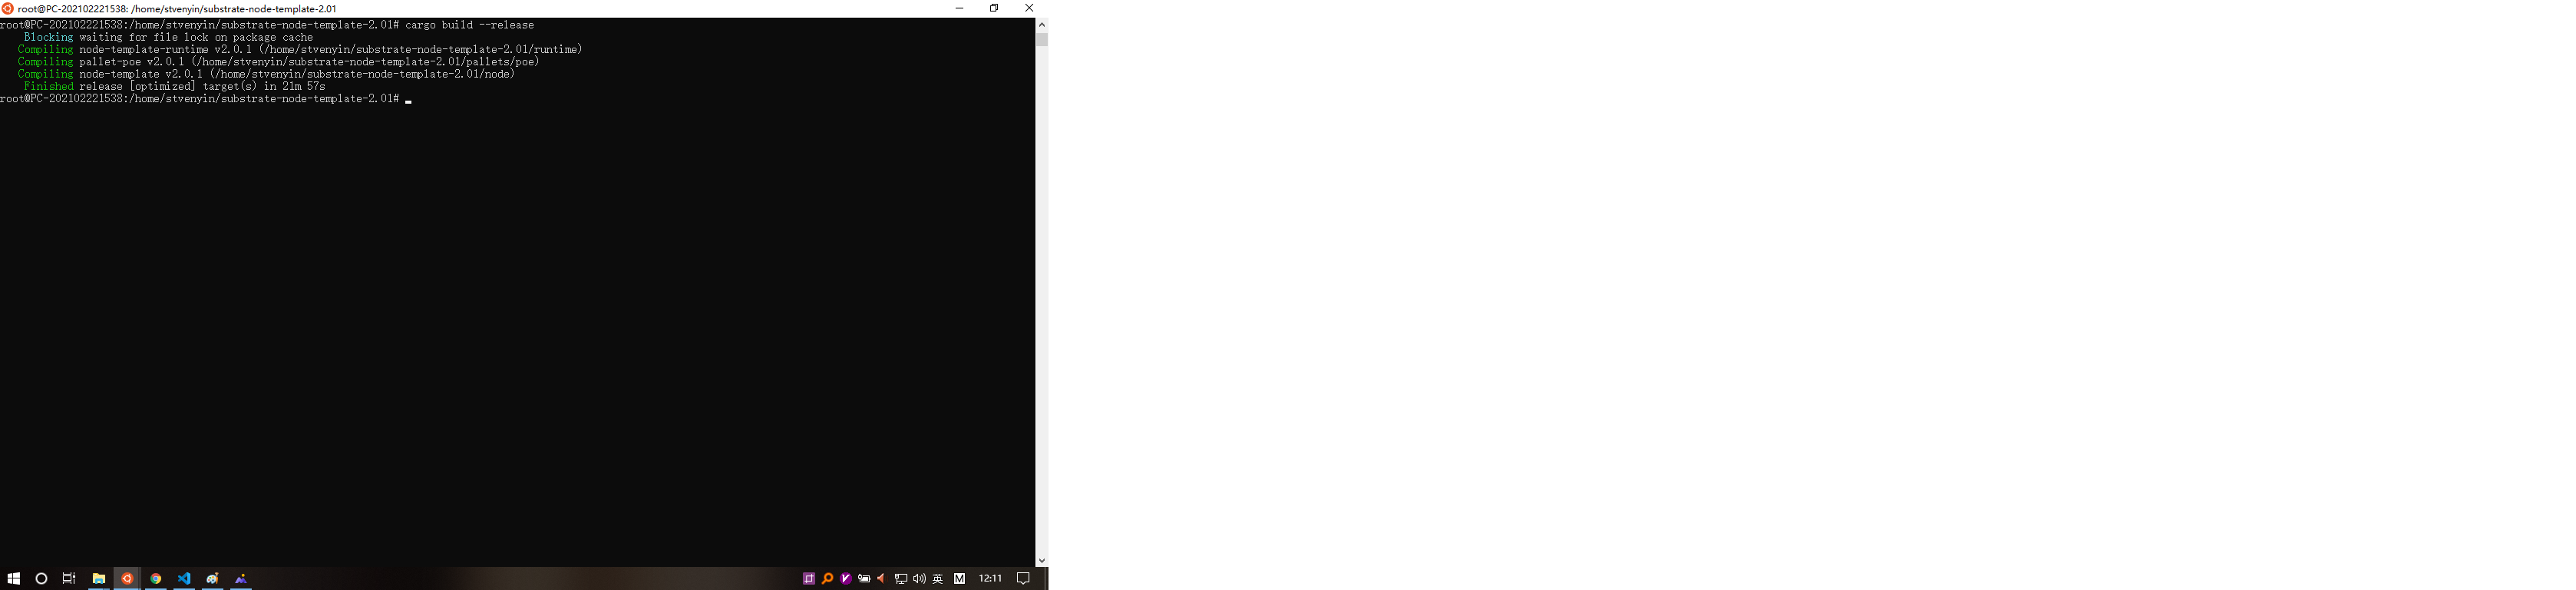 root@PC-202102221538: /home/stvenyin/substrate-node-template-2.01
root@PC-202102221538:/home/stvenyin/substrate-node-template-2.01# cargo build --release
Blocking waiting for file lock on package cache
Compiling node-template-runtime v2.0.1 (/home/stvenyin/substrate-node-template-2.01/runtime)
Compiling pallet-poe v2.0.1 (/home/stvenyin/substrate-node-template-2.01/pallets/poe)
Compiling node-template v2.0.1 (/home/stvenyin/substrate-node-template-2.01/node)
Finished release [optimized] target(s) in 21m 57s
root@PC-202102221538:/home/stvenyin/substrate-node-template-2.01#
英 M 12:11